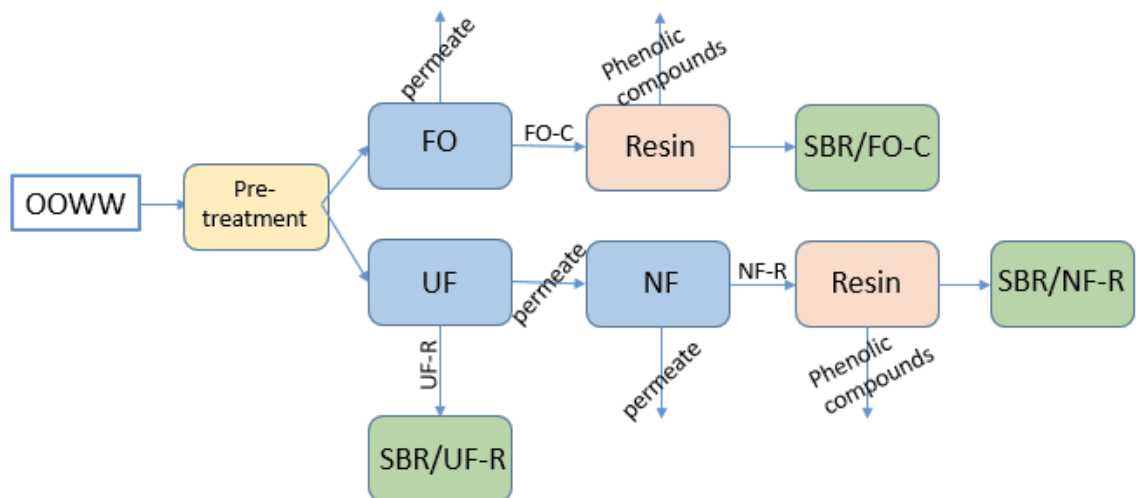 permeate
Phenolic
compounds
FO
FO-C
Resin
SBR/FO-C
OOWW
Pre-
treatment
UF
permeate
NF
NF-R
Resin
SBR/NF-R
UF-R
permeate
Phenolic
compounds
SBR/UF-R